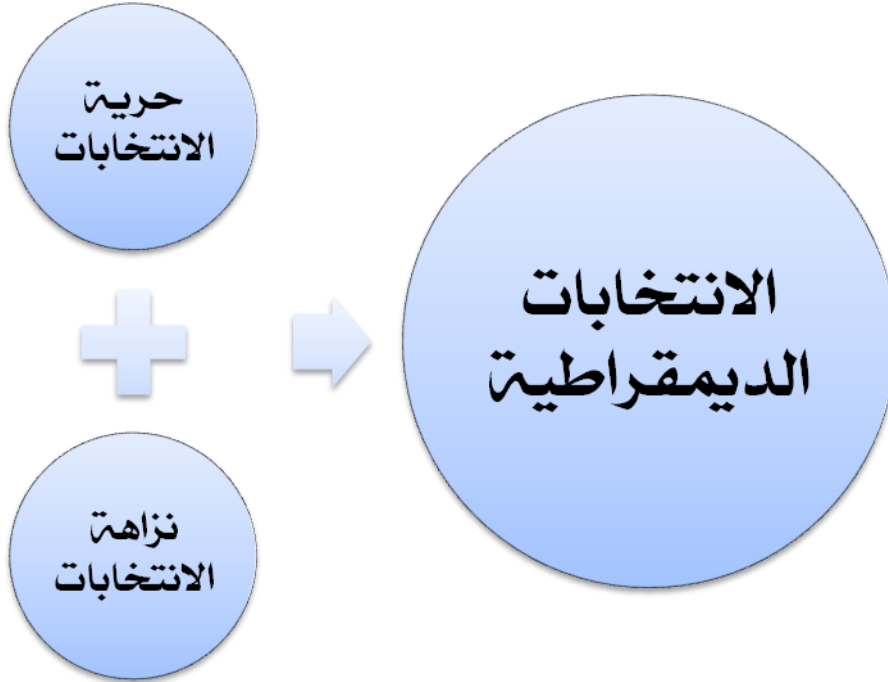 حرية
الانتخابات
نزاهة
الانتخابات
الانتخابات
الديمقراطية